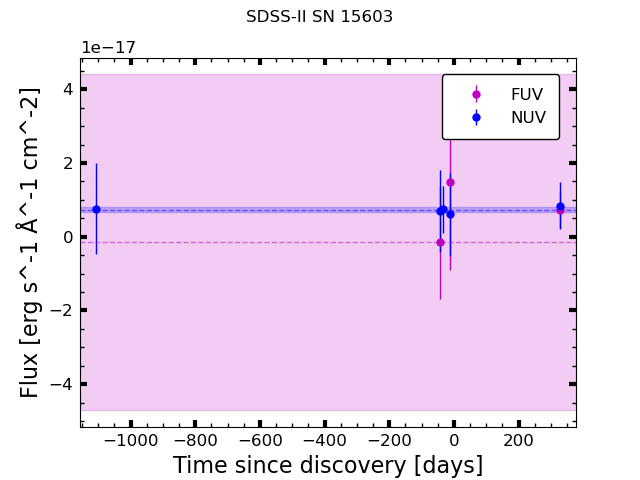 SDSS-II SN 15603
1e−17
FUV
NUV
4
2
0
−2
−4
Flux [erg s^-1 Å^-1 cm^-2]
−1000 −800 −600 −400 −200 0 200
Time since discovery [days]